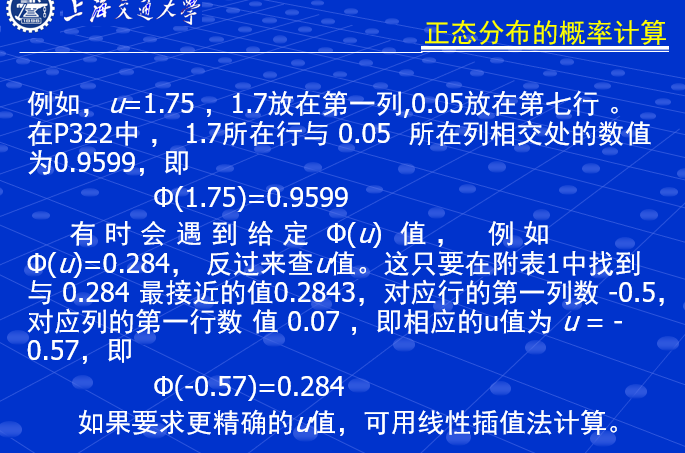 上海交通大学
正态分布的概率计算
例如，u=1.75 ，1.7放在第一列,0.05放在第七行 。
在P322中 ， 1.7所在行与 0.05 所在列相交处的数值
为0.9599，即
Φ(1.75)=0.9599
有 时 会 遇 到 给 定 Φ(u) 值 ， 例 如
Φ(u)=0.284， 反过来查u值。这只要在附表1中找到
与 0.284 最接近的值0.2843，对应行的第一列数 -0.5，
对应列的第一行数 值 0.07 ，即相应的u值为 u = -
0.57，即
Φ(-0.57)=0.284
如果要求更精确的u值，可用线性插值法计算。